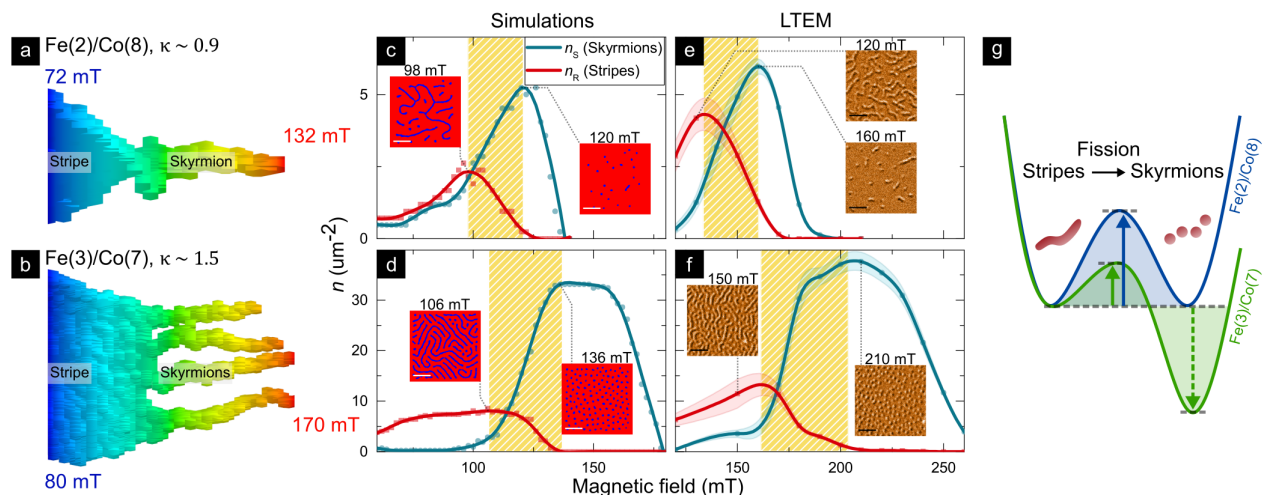 Simulations
LTEM
a
Fe(2)/Co(8), κ ~ 0.9
72 mT
Stripe
Skyrmion
132 mT
b
Fe(3)/Co(7), κ ~ 1.5
Stripe
Skyrmions
170 mT
80 mT
n (um⁻²)
c
n_S (Skyrmions)
n_R (Stripes)
98 mT
120 mT
5
0
d
106 mT
136 mT
30
20
10
0
100
150
e
120 mT
160 mT
f
150 mT
210 mT
150
200
250
Magnetic field (mT)
g
Fission
Stripes → Skyrmions
Fe(2)/Co(8)
Fe(3)/Co(7)